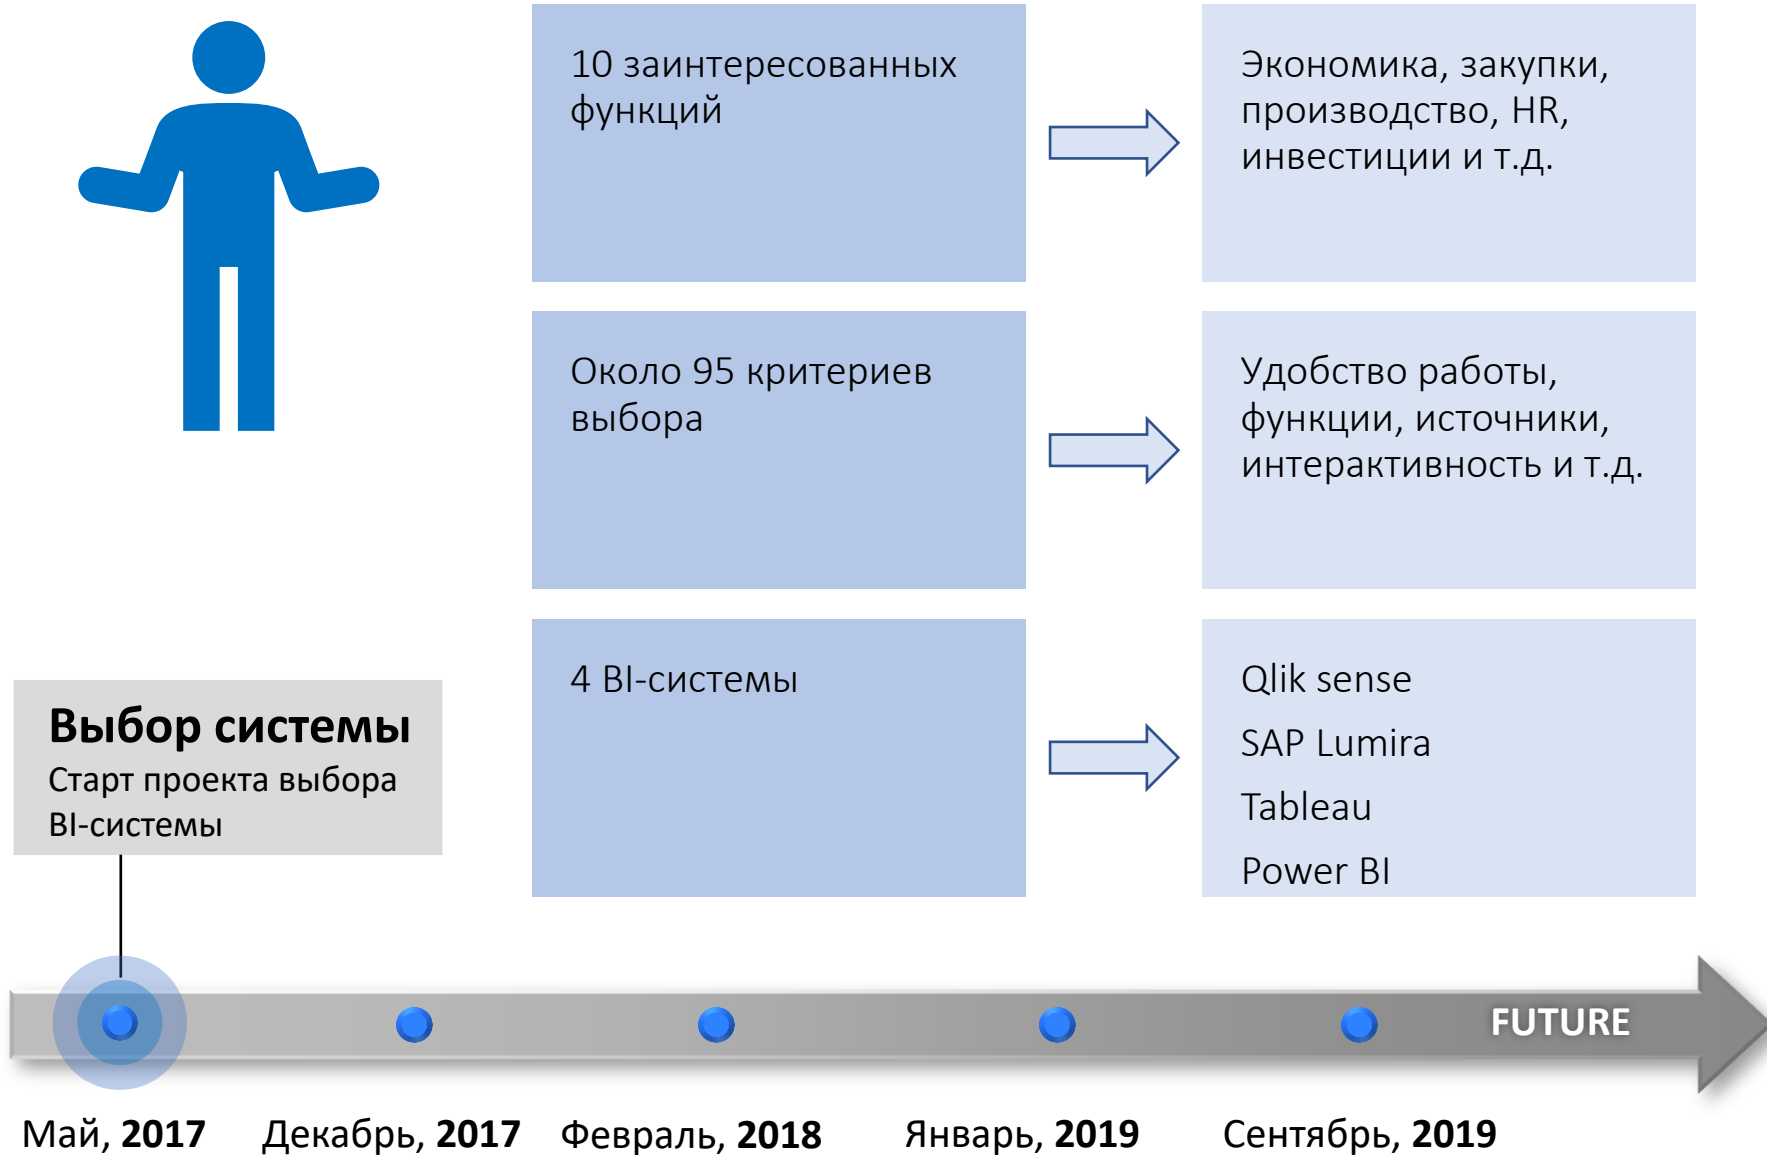 10 заинтересованных
функций
Экономика, закупки,
производство, HR,
инвестиции и т.д.
Около 95 критериев
выбора
Удобство работы,
функции, источники,
интерактивность и т.д.
4 BI-системы
Qlik sense
SAP Lumira
Tableau
Power BI
Выбор системы
Старт проекта выбора
BI-системы
FUTURE
Май, 2017
Декабрь, 2017
Февраль, 2018
Январь, 2019
Сентябрь, 2019